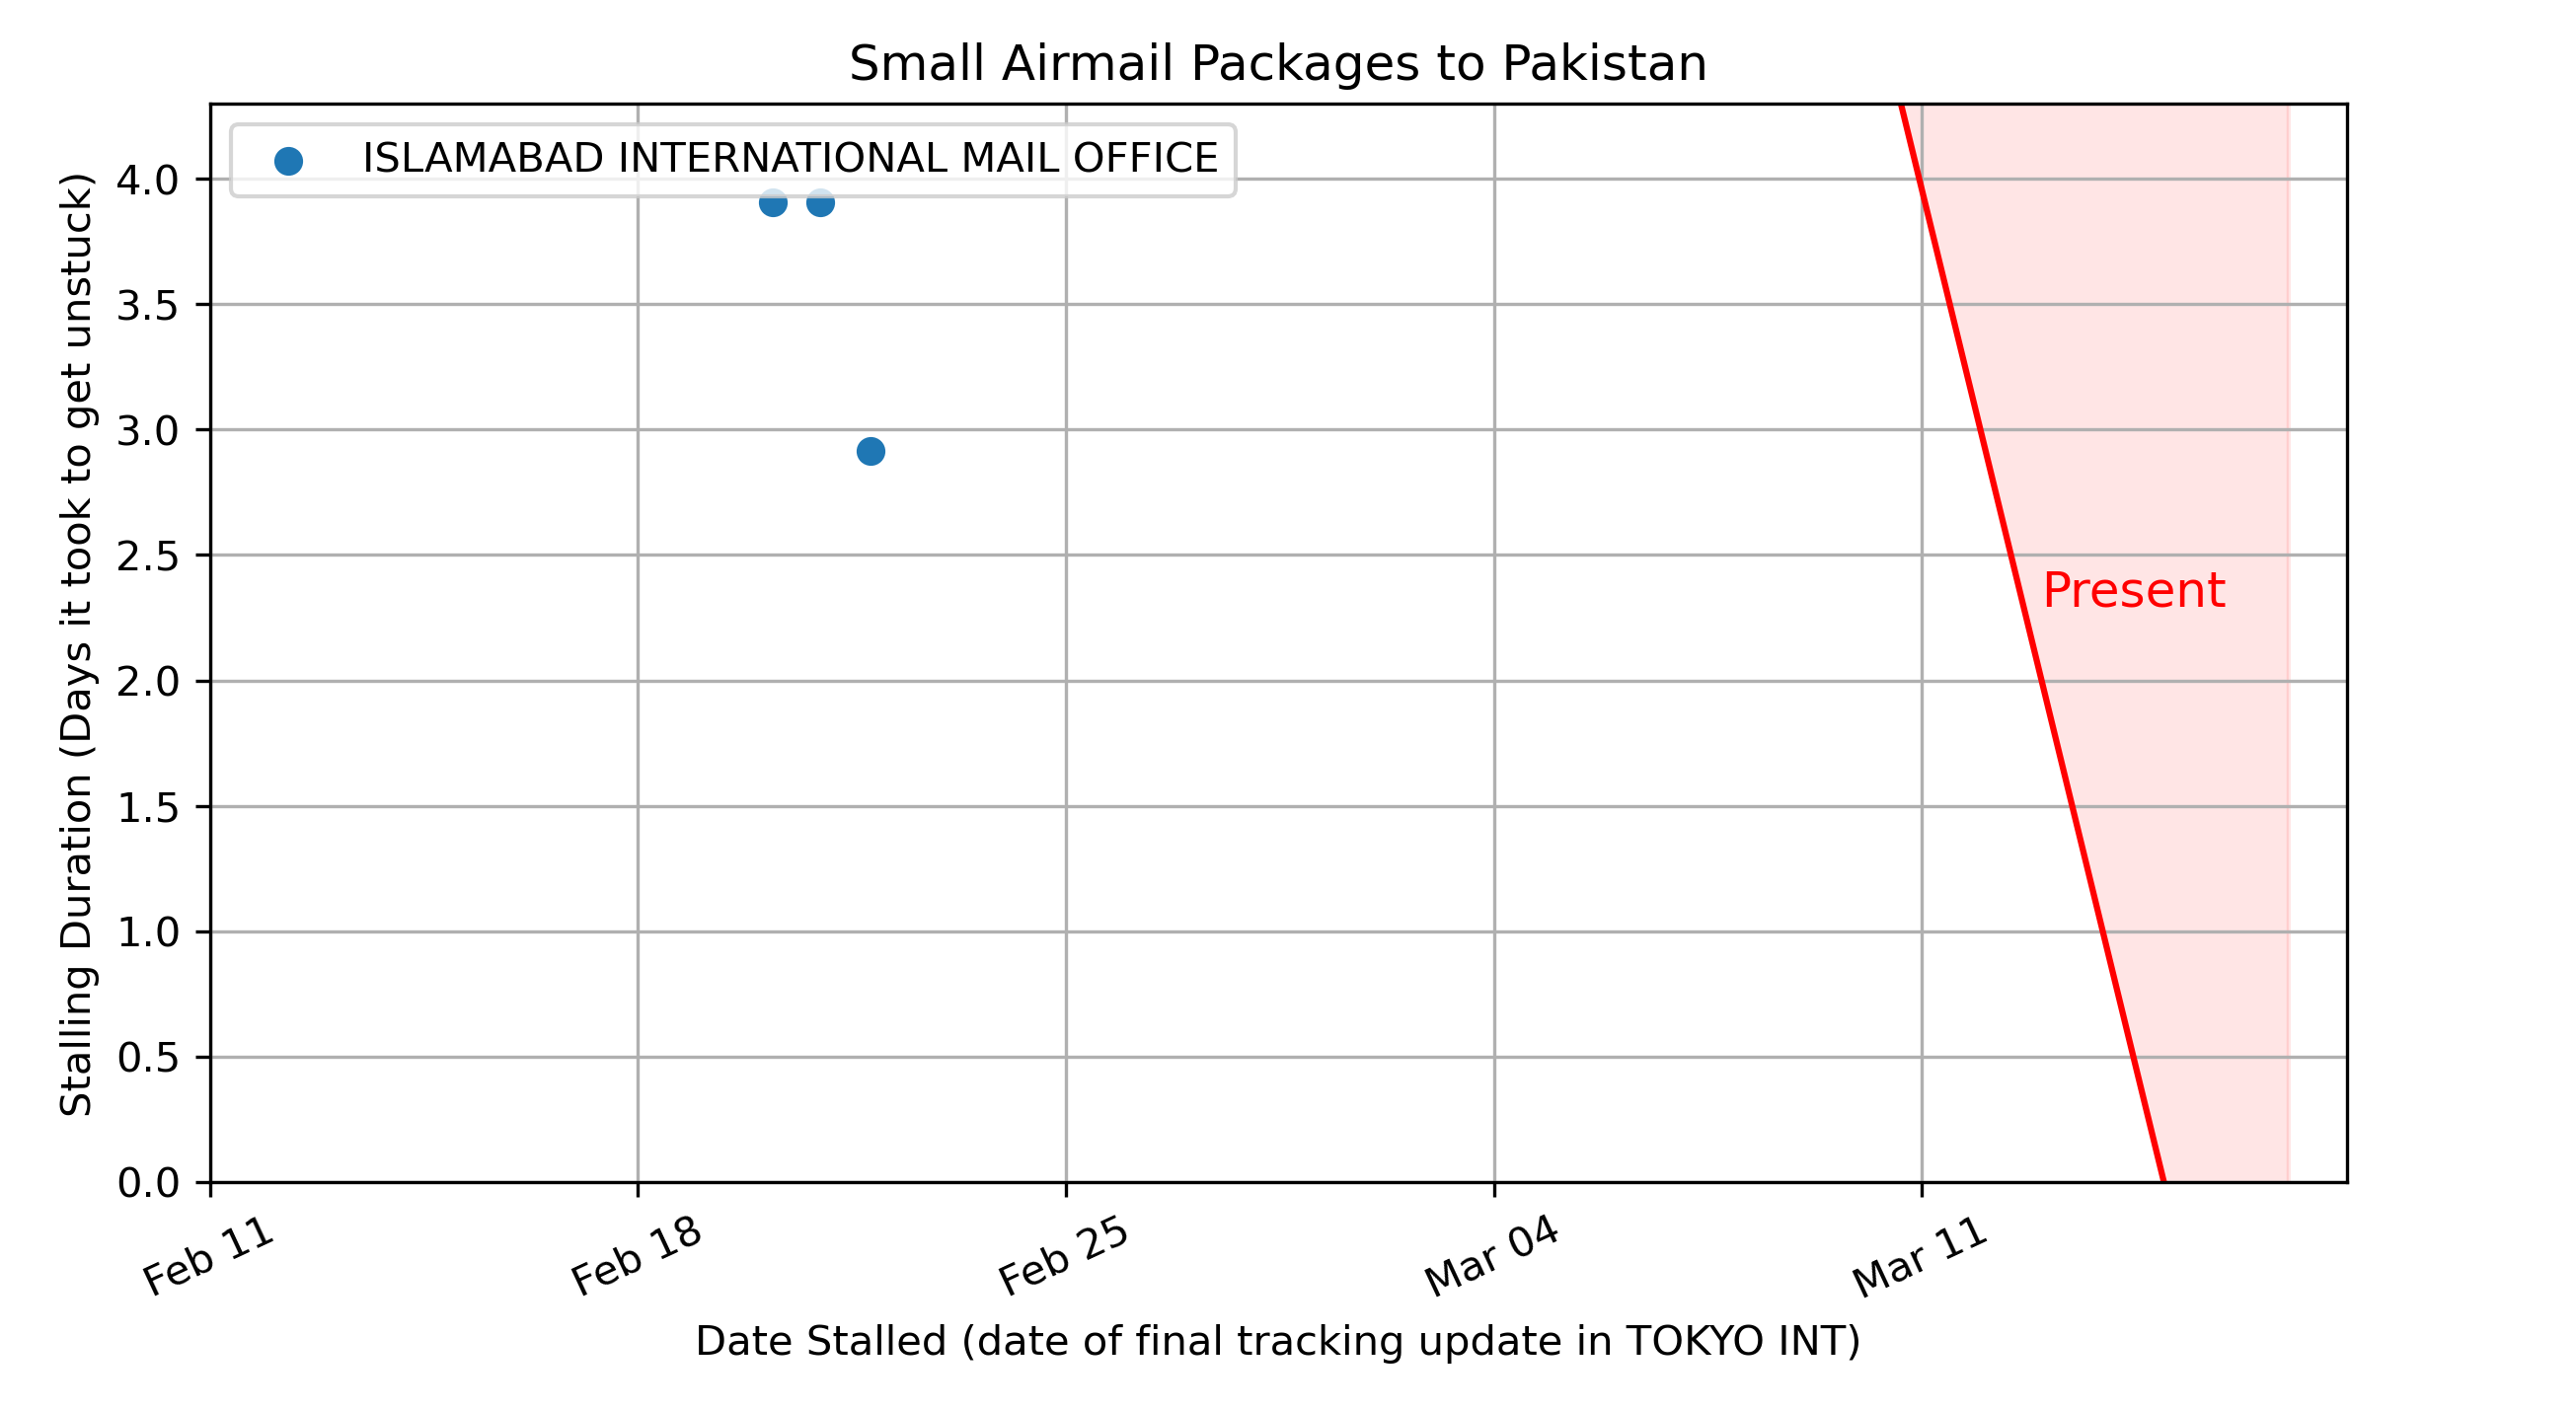 Small Airmail Packages to Pakistan
ISLAMABAD INTERNATIONAL MAIL OFFICE
Stalling Duration (Days it took to get unstuck)
4.0
3.5
3.0
2.5
2.0
1.5
1.0
0.5
0.0
Present
Feb 11
Feb 18
Feb 25
Mar 04
Mar 11
Date Stalled (date of final tracking update in TOKYO INT)